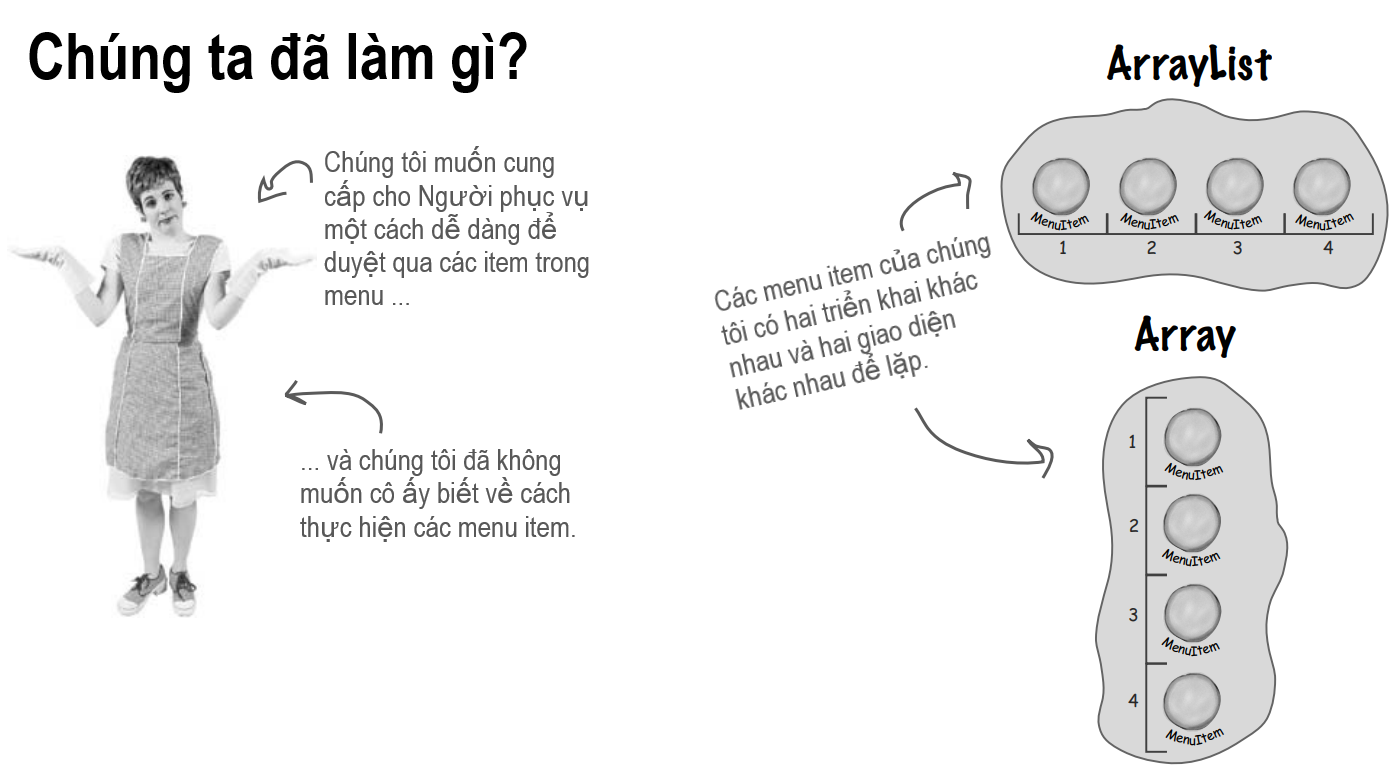 Chúng ta đã làm gì?
Chúng tôi muốn cung
cấp cho Người phục vụ
một cách dễ dàng để
duyệt qua các item trong
menu ...
... và chúng tôi đã không
muốn cô ấy biết về cách
thực hiện các menu item.
Các menu item của chúng
tôi có hai triển khai khác
nhau và hai giao diện
khác nhau để lặp.
ArrayList
MenuItem MenuItem MenuItem MenuItem
1 2 3 4
Array
1
MenuItem
2
MenuItem
3
MenuItem
4
MenuItem